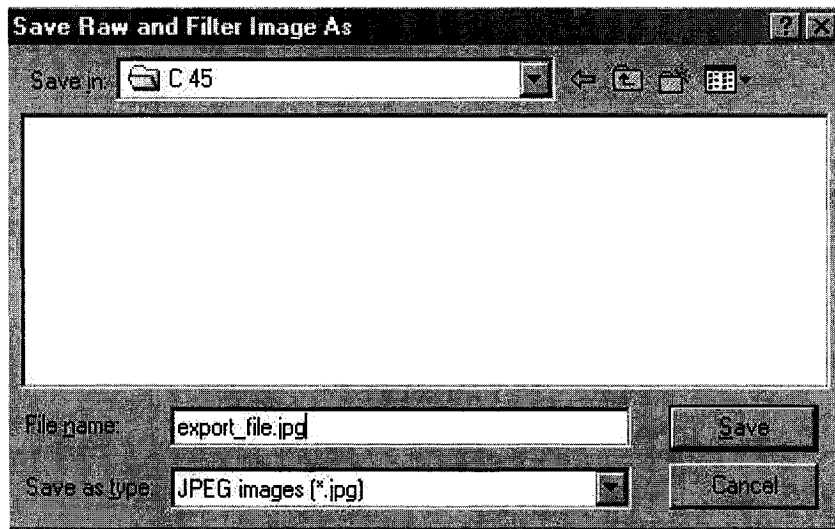 Save Raw and Filter Image As
Save in: C 45
File name: export_file.jpg Save
Save as type: JPEG images (*.jpg) Cancel